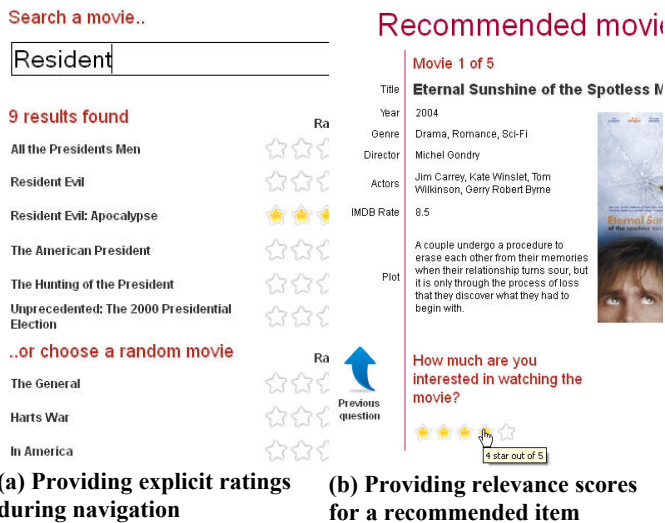 Search a movie..
Resident
9 results found
Ra
All the Presidents Men
Resident Evil
Resident Evil: Apocalypse
The American President
The Hunting of the President
Unprecedented: The 2000 Presidential
Election
..or choose a random movie
Ra
The General
Harts War
In America
(a) Providing explicit ratings
during navigation
Recommended movie
Movie 1 of 5
Title Eternal Sunshine of the Spotless M
Year 2004
Genre Drama, Romance, Sci-Fi
Director Michel Gondry
Actors Jim Carrey, Kate Winslet, Tom
Wilkinson, Gerry Robert Byrne
IMDB Rate 8.5
Plot A couple undergo a procedure to
erase each other from their memories
when their relationship turns sour, but
it is only through the process of loss
that they discover what they had to
begin with.
Eternal Sun
of the spotless
Previous
question
How much are you
interested in watching the
movie?
4 star out of 5
(b) Providing relevance scores
for a recommended item